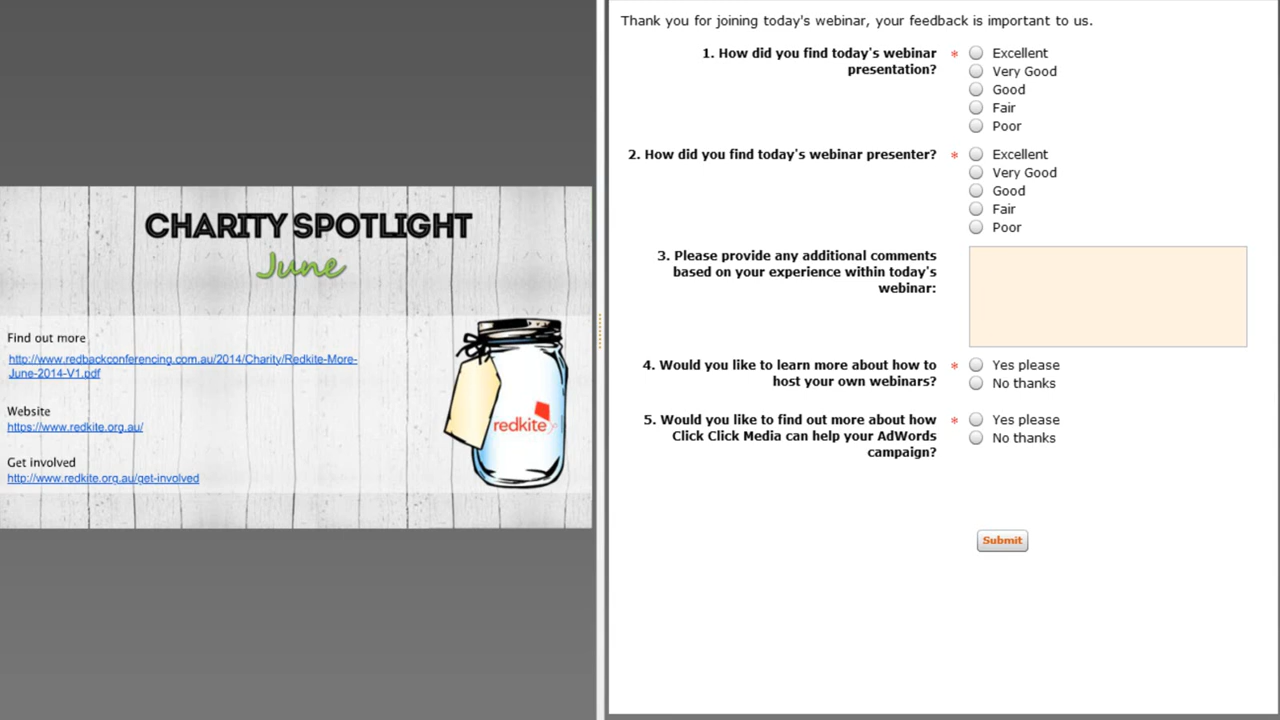 CHARITY SPOTLIGHT
June
Find out more
http://www.redbackconferencing.com.au/2014/Charity/Redkite-More-
June-2014-V1.pdf
Website
https://www.redkite.org.au/
Get involved
http://www.redkite.org.au/get-involved
redkite
Thank you for joining today's webinar, your feedback is important to us.
1. How did you find today's webinar
presentation?
*
Excellent
Very Good
Good
Fair
Poor
2. How did you find today's webinar presenter?
*
Excellent
Very Good
Good
Fair
Poor
3. Please provide any additional comments
based on your experience within today's
webinar:
4. Would you like to learn more about how to
host your own webinars?
*
Yes please
No thanks
5. Would you like to find out more about how
Click Click Media can help your AdWords
campaign?
*
Yes please
No thanks
Submit